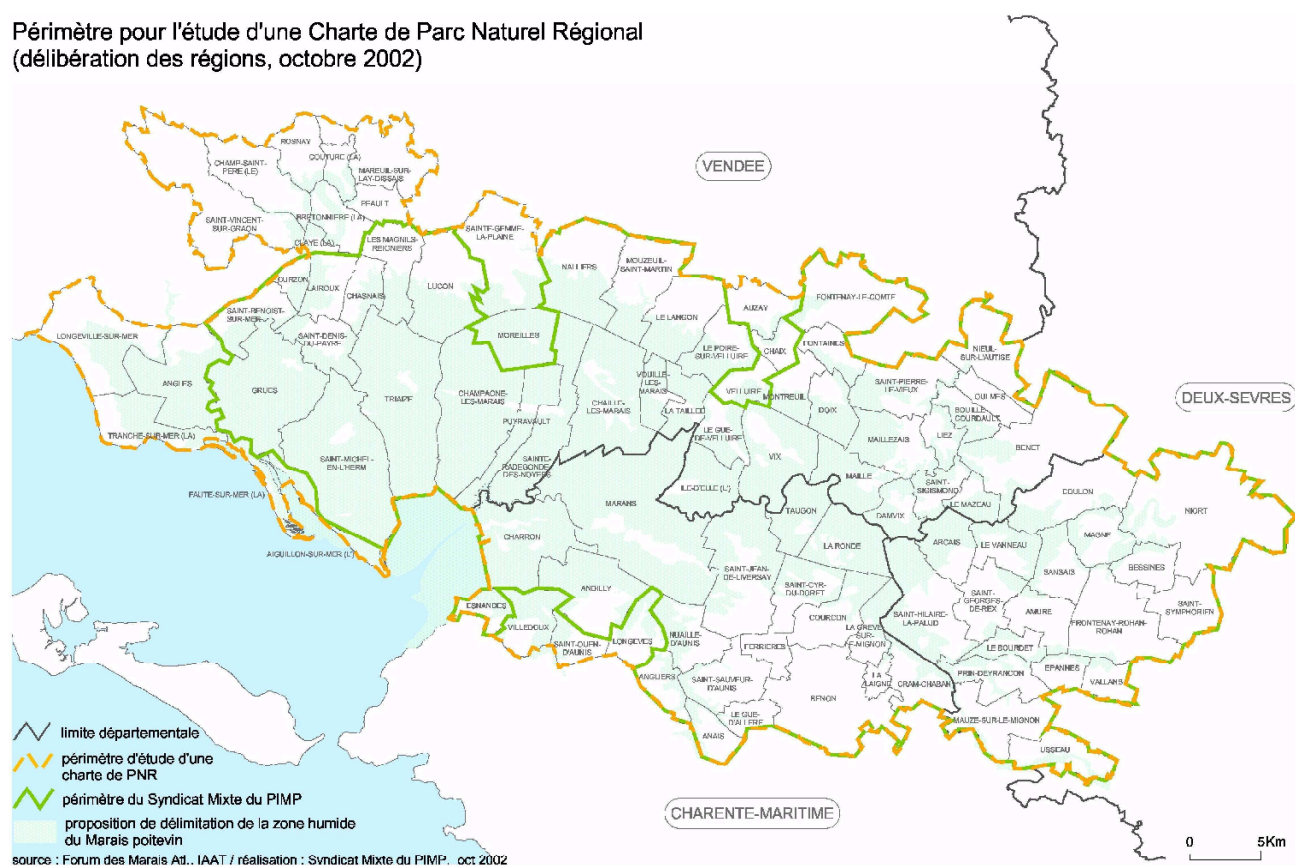 Périmètre pour l'étude d'une Charte de Parc Naturel Régional
(délibération des régions, octobre 2002)
VENDEE
DEUX-SEVRES
CHARENTE-MARITIME
ROSNAY
COUTURE (LA)
CHAMP-SAINT-
PERE (LE)
MAREUIL-SUR-
LAY-DISSAIS
PEAULT
SAINT-VINCENT-
SUR-GRAON
BRETONNIERE (LA)
CLAYE (LA)
LES MAGNILS-
REIGNIERS
SAINTE-GEMME-
LA-PLAINE
CURZON
LAIROUX
CHASNAIS
LUCON
NALLIERS
MOUZEUIL-
SAINT-MARTIN
AUZAY
FONTENAY-LE-COMTE
LONGEVILLE-SUR-MER
SAINT-BENOIST-
SUR-MER
SAINT-DENIS-
DU-PAYRE
MOREILLES
LE LANGON
LE POIRE-
SUR-VELLUIRE
CHAIX
FONTAINES
NIEUL-
SUR-L'AUTISE
ANGLES
GRUES
TRIAIZE
CHAMPAGNE-
LES-MARAIS
PUYRAVAULT
CHAILLE-
LES-MARAIS
VOUILLE-
LES-
MARAIS
LA TAILLEE
VELLUIRE
MONTREUIL
DOIX
SAINT-PIERRE-
LE-VIEUX
OULMES
BOUILLE-
COURDAULT
LIEZ
MAILLEZAIS
BENET
TRANCHE-SUR-MER (LA)
SAINT-MICHEL-
EN-L'HERM
SAINTE-
RADEGONDE-
DES-NOYERS
LE GUE-
DE-VELLUIRE
VIX
ILE-D'ELLE (L')
MAILLE
SAINT-
SIGISMOND
LE MAZEAU
DAMVIX
FAUTE-SUR-MER (LA)
AIGUILLON-SUR-MER (L')
MARANS
CHARRON
TAUGON
LA RONDE
ARCAIS
LE VANNEAU
COULON
MAGNE
NIORT
SANSAIS
BESSINES
SAINT-
SYMPHORIEN
ANDILLY
SAINT-JEAN-
DE-LIVERSAY
SAINT-CYR-
DU-DORET
COURCON
SAINT-HILAIRE-
LA-PALUD
SAINT-
GEORGES-
DE-REX
AMURE
FRONTENAY-ROHAN-
ROHAN
ESNANDES
VILLEDOUX
SAINT-OUEN-
D'AUNIS
LONGEVES
NUAILLE-
D'AUNIS
FERRIERES
LA GREVE-
SUR-
E-MIGNON
LE BOURDET
EPANNES
VALLANS
PRIN-DEYRANCON
ANGLIERS
SAINT-SAUVEUR-
D'AUNIS
BENON
LA
LAIGNE
CRAM-CHABAN
LE GUE-
D'ALLERE
ANAIS
MAUZE-SUR-LE-MIGNON
USSEAU
limite départementale
périmètre d'étude d'une
charte de PNR
périmètre du Syndicat Mixte du PIMP
proposition de délimitation de la zone humide
du Marais poitevin
source : Forum des Marais Atl., IAAT / réalisation : Syndicat Mixte du PIMP, oct 2002
0 5Km